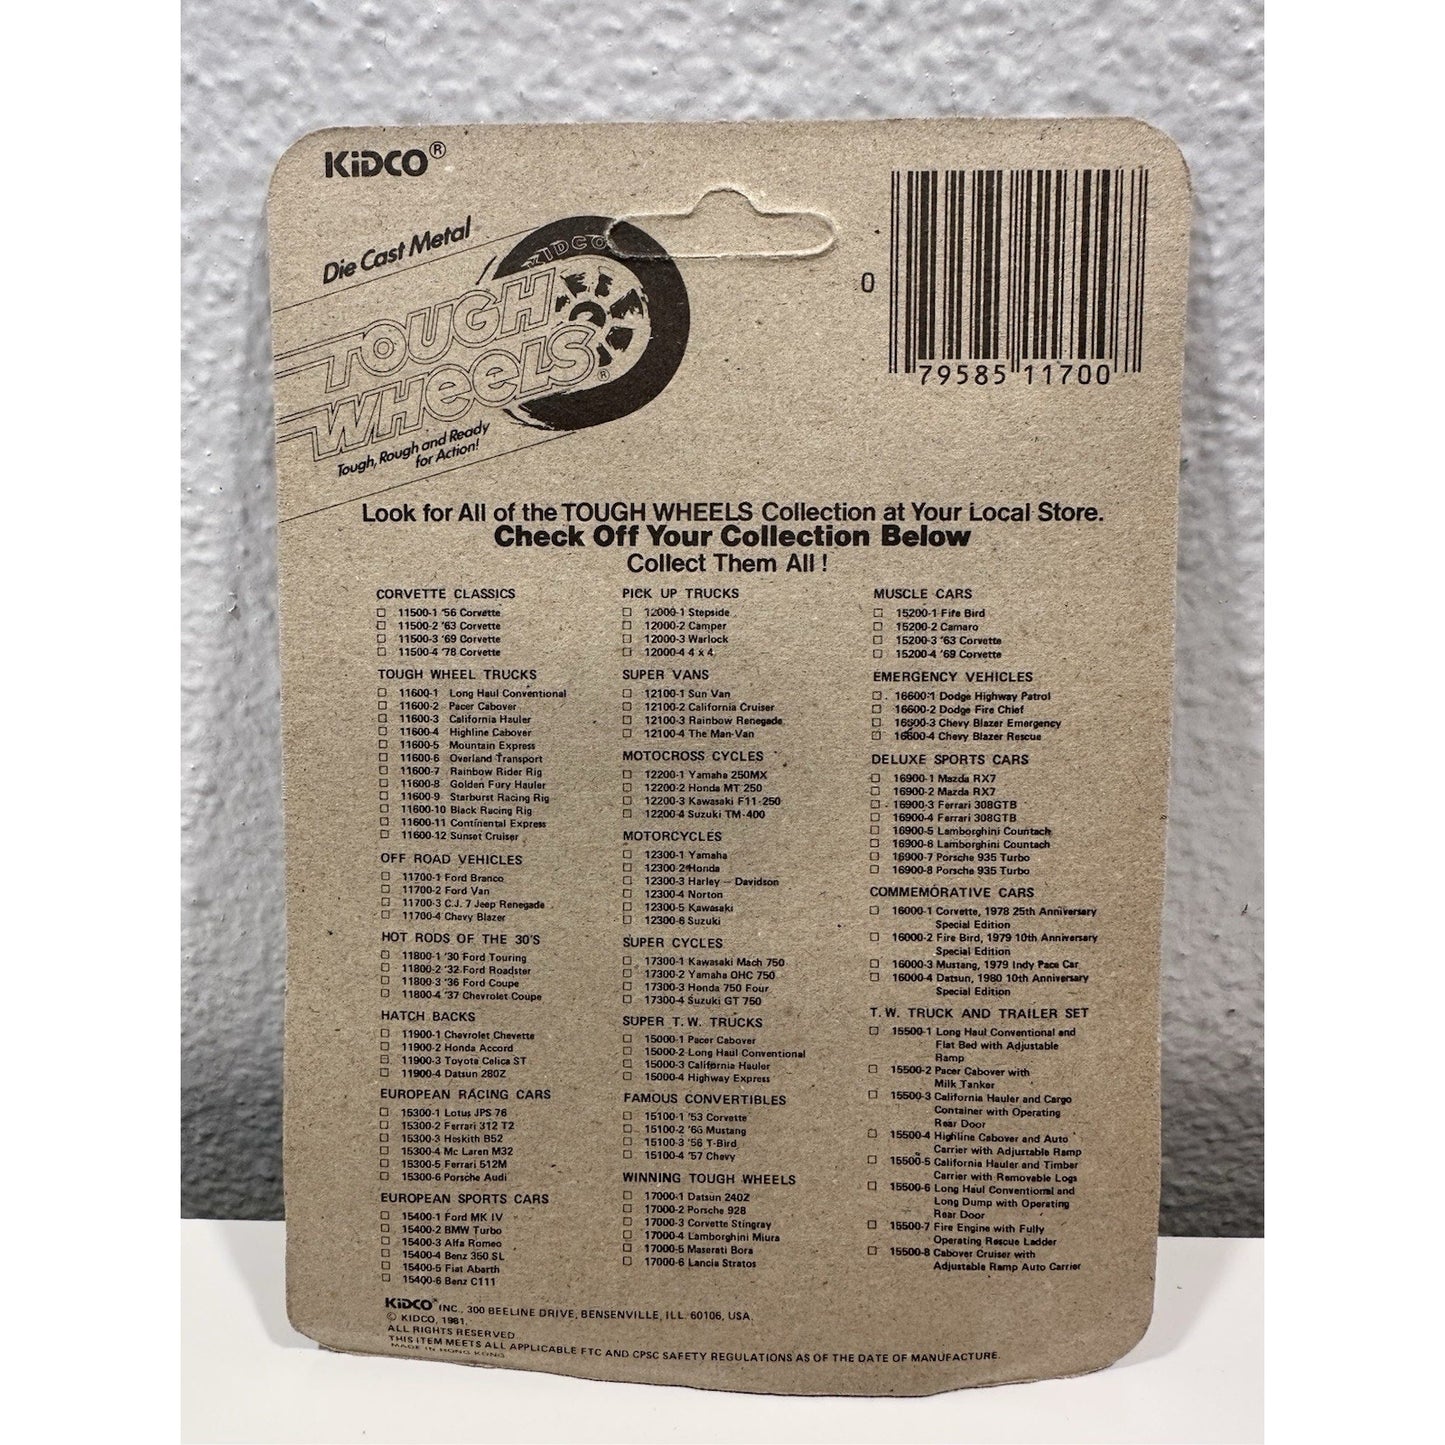 KiDCO®
Die Cast Metal
KIDCO
TOUGH
WHEELS®
Tough, Rough and Ready
for Action!
0
79585 11700
Look for All of the TOUGH WHEELS Collection at Your Local Store.
Check Off Your Collection Below
Collect Them All !
CORVETTE CLASSICS
11500-1 '56 Corvette
11500-2 '63 Corvette
11500-3 '69 Corvette
11500-4 '78 Corvette
TOUGH WHEEL TRUCKS
11600-1 Long Haul Conventional
11600-2 Pacer Cabover
11600-3 California Hauler
11600-4 Highline Cabover
11600-5 Mountain Express
11600-6 Overland Transport
11600-7 Rainbow Rider Rig
11600-8 Golden Fury Hauler
11600-9 Starburst Racing Rig
11600-10 Black Racing Rig
11600-11 Continental Express
11600-12 Sunset Cruiser
OFF ROAD VEHICLES
11700-1 Ford Branco
11700-2 Ford Van
11700-3 C.J. 7 Jeep Renegade
11700-4 Chevy Blazer
HOT RODS OF THE 30'S
11800-1 '30 Ford Touring
11800-2 '32 Ford Roadster
11800-3 '36 Ford Coupe
11800-4 '37 Chevrolet Coupe
HATCH BACKS
11900-1 Chevrolet Chevette
11900-2 Honda Accord
11900-3 Toyota Celica ST
11900-4 Datsun 280Z
EUROPEAN RACING CARS
15300-1 Lotus JPS 76
15300-2 Ferrari 312 T2
15300-3 Heskith B52
15300-4 Mc Laren M32
15300-5 Ferrari 512M
15300-6 Porsche Audi
EUROPEAN SPORTS CARS
15400-1 Ford MK IV
15400-2 BMW Turbo
15400-3 Alfa Romeo
15400-4 Benz 350 SL
15400-5 Fiat Abarth
15400-6 Benz C111
PICK UP TRUCKS
12000-1 Stepside
12000-2 Camper
12000-3 Warlock
12000-4 4 x 4
SUPER VANS
12100-1 Sun Van
12100-2 California Cruiser
12100-3 Rainbow Renegade
12100-4 The Man-Van
MOTOCROSS CYCLES
12200-1 Yamaha 250MX
12200-2 Honda MT 250
12200-3 Kawasaki F11-250
12200-4 Suzuki TM-400
MOTORCYCLES
12300-1 Yamaha
12300-2 Honda
12300-3 Harley - Davidson
12300-4 Norton
12300-5 Kawasaki
12300-6 Suzuki
SUPER CYCLES
17300-1 Kawasaki Mach 750
17300-2 Yamaha OHC 750
17300-3 Honda 750 Four
17300-4 Suzuki GT 750
SUPER T.W. TRUCKS
15000-1 Pacer Cabover
15000-2 Long Haul Conventional
15000-3 California Hauler
15000-4 Highway Express
FAMOUS CONVERTIBLES
15100-1 '53 Corvette
15100-2 '66 Mustang
15100-3 '56 T-Bird
15100-4 '57 Chevy
WINNING TOUGH WHEELS
17000-1 Datsun 240Z
17000-2 Porsche 928
17000-3 Corvette Stingray
17000-4 Lamborghini Miura
17000-5 Maserati Bora
17000-6 Lancia Stratos
MUSCLE CARS
15200-1 Fife Bird
15200-2 Camaro
15200-3 '63 Corvette
15200-4 '69 Corvette
EMERGENCY VEHICLES
16600-1 Dodge Highway Patrol
16600-2 Dodge Fire Chief
16600-3 Chevy Blazer Emergency
16600-4 Chevy Blazer Rescue
DELUXE SPORTS CARS
16900-1 Mazda RX7
16900-2 Mazda RX7
16900-3 Ferrari 308GTB
16900-4 Ferrari 308GTB
16900-5 Lamborghini Countach
16900-6 Lamborghini Countach
16900-7 Porsche 935 Turbo
16900-8 Porsche 935 Turbo
COMMEMORATIVE CARS
16000-1 Corvette, 1978 25th Anniversary
Special Edition
16000-2 Fire Bird, 1979 10th Anniversary
Special Edition
16000-3 Mustang, 1979 Indy Pace Car
16000-4 Datsun, 1980 10th Anniversary
Special Edition
T.W. TRUCK AND TRAILER SET
15500-1 Long Haul Conventional and
Flat Bed with Adjustable
Ramp
15500-2 Pacer Cabover with
Milk Tanker
15500-3 California Hauler and Cargo
Container with Operating
Rear Door
15500-4 Highline Cabover and Auto
Carrier with Adjustable Ramp
15500-5 California Hauler and Timber
Carrier with Removable Logs
15500-6 Long Haul Conventional and
Long Dump with Operating
Rear Door
15500-7 Fire Engine with Fully
Operating Rescue Ladder
15500-8 Cabover Cruiser with
Adjustable Ramp Auto Carrier
KiDCO™ INC., 300 BEELINE DRIVE, BENSENVILLE, ILL. 60106, USA.
© KIDCO, 1981.
ALL RIGHTS RESERVED
THIS ITEM MEETS ALL APPLICABLE FTC AND CPSC SAFETY REGULATIONS AS OF THE DATE OF MANUFACTURE.
MADE IN HONG KONG